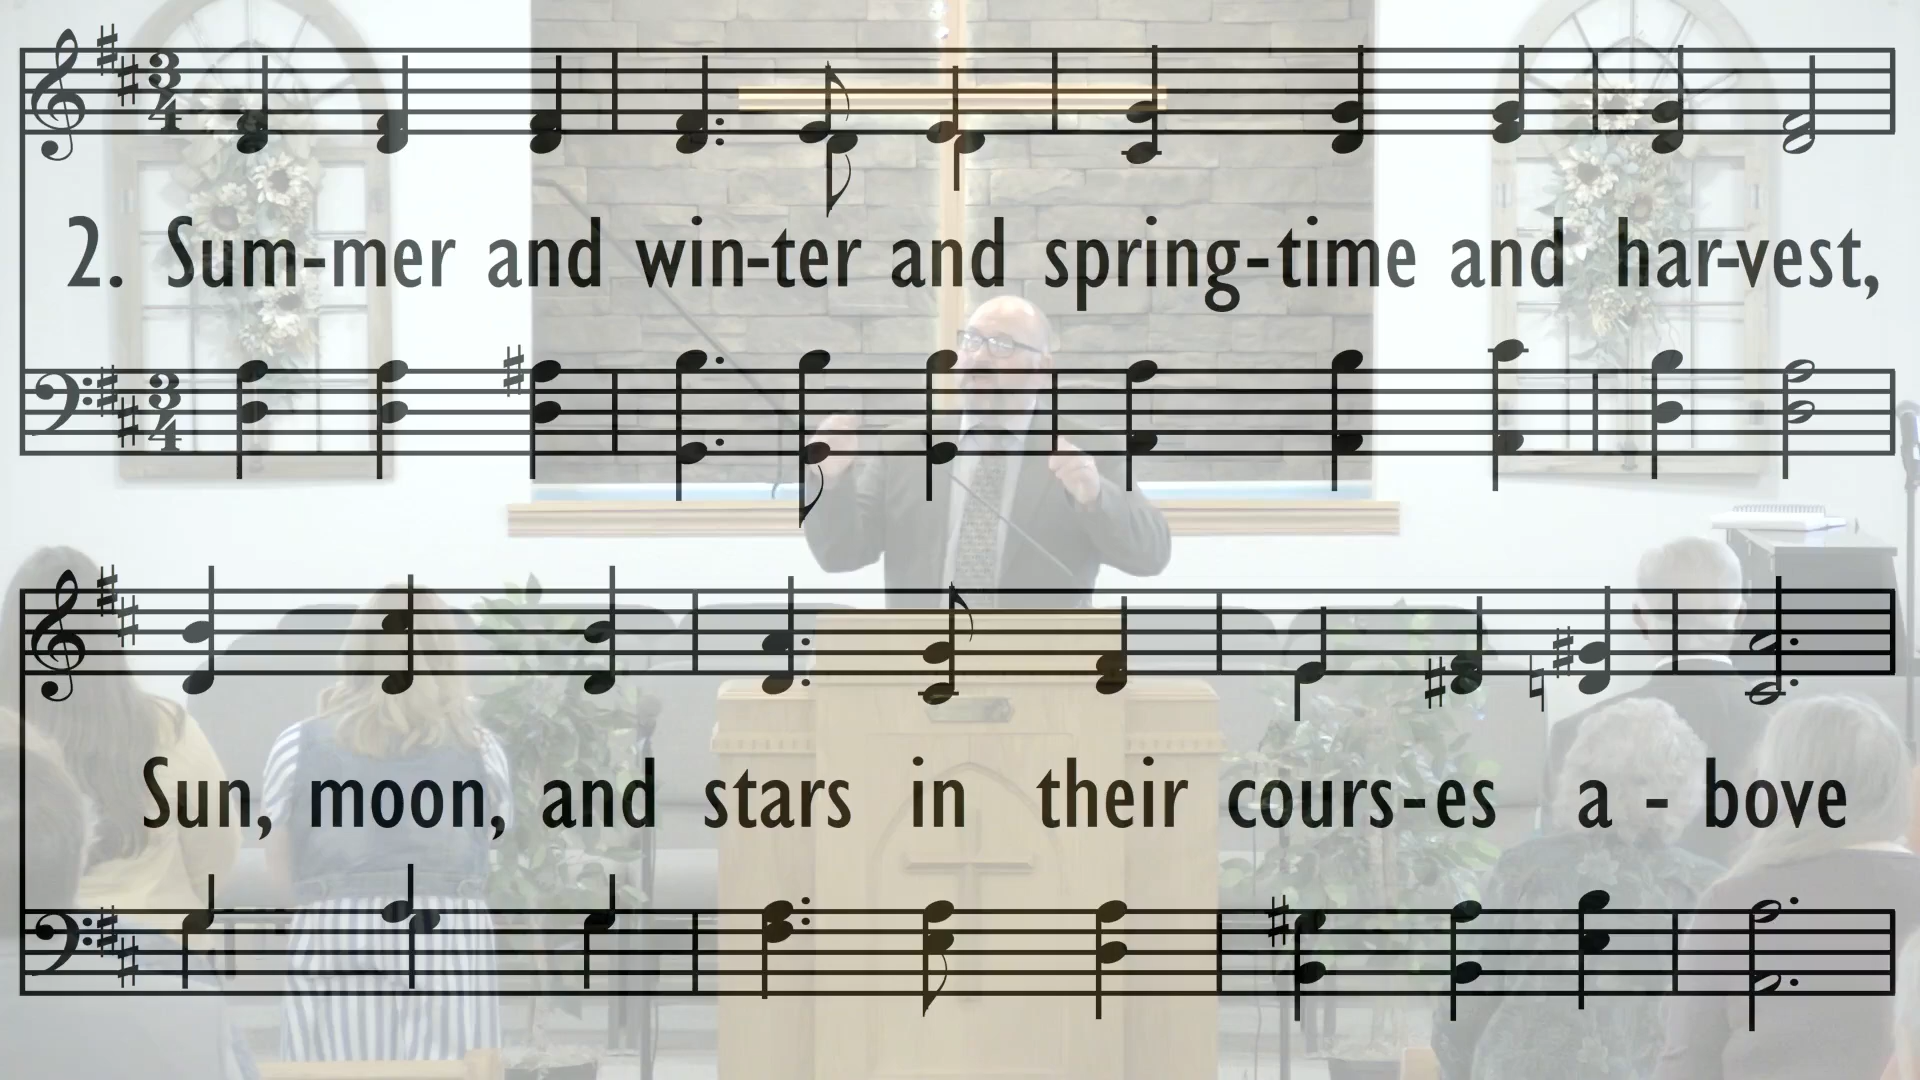 2. Sum-mer and win-ter and spring-time and har-vest,
Sun, moon, and stars in their cours-es a - bove